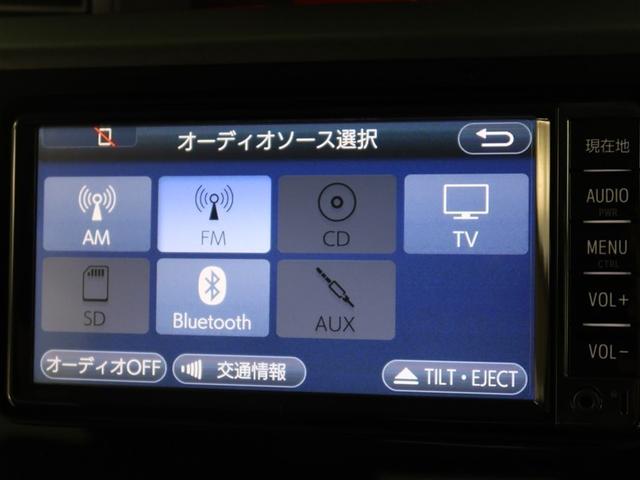 オーディオソース選択
AM
FM
CD
TV
SD
Bluetooth
AUX
オーディオOFF
交通情報
TILT・EJECT
現在地
AUDIO
PWR
MENU
CTRL
VOL+
VOL-